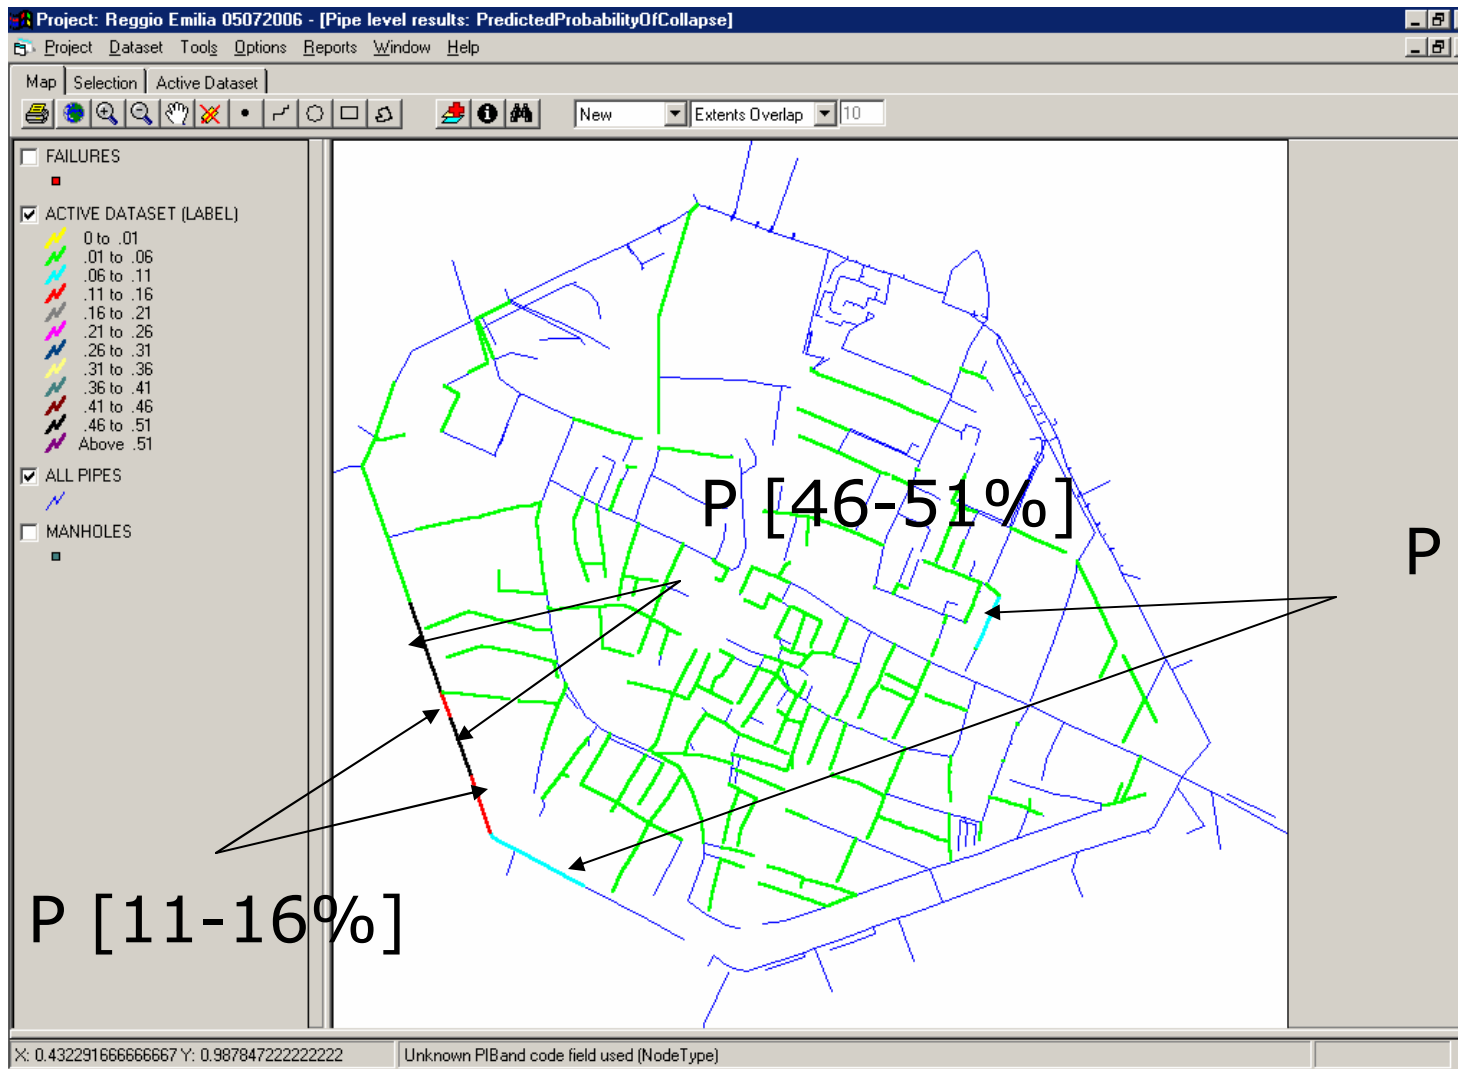 Project: Reggio Emilia 05072006 - [Pipe level results: PredictedProbabilityOfCollapse]
Project Dataset Tools Options Reports Window Help
Map Selection Active Dataset
New Extents Overlap 10
FAILURES
ACTIVE DATASET (LABEL)
0 to .01
.01 to .06
.06 to .11
.11 to .16
.16 to .21
.21 to .26
.26 to .31
.31 to .36
.36 to .41
.41 to .46
.46 to .51
Above .51
ALL PIPES
MANHOLES
P [46-51%]
P
P [11-16%]
X: 0.432291666666667 Y: 0.987847222222222 Unknown PIBand code field used (NodeType)